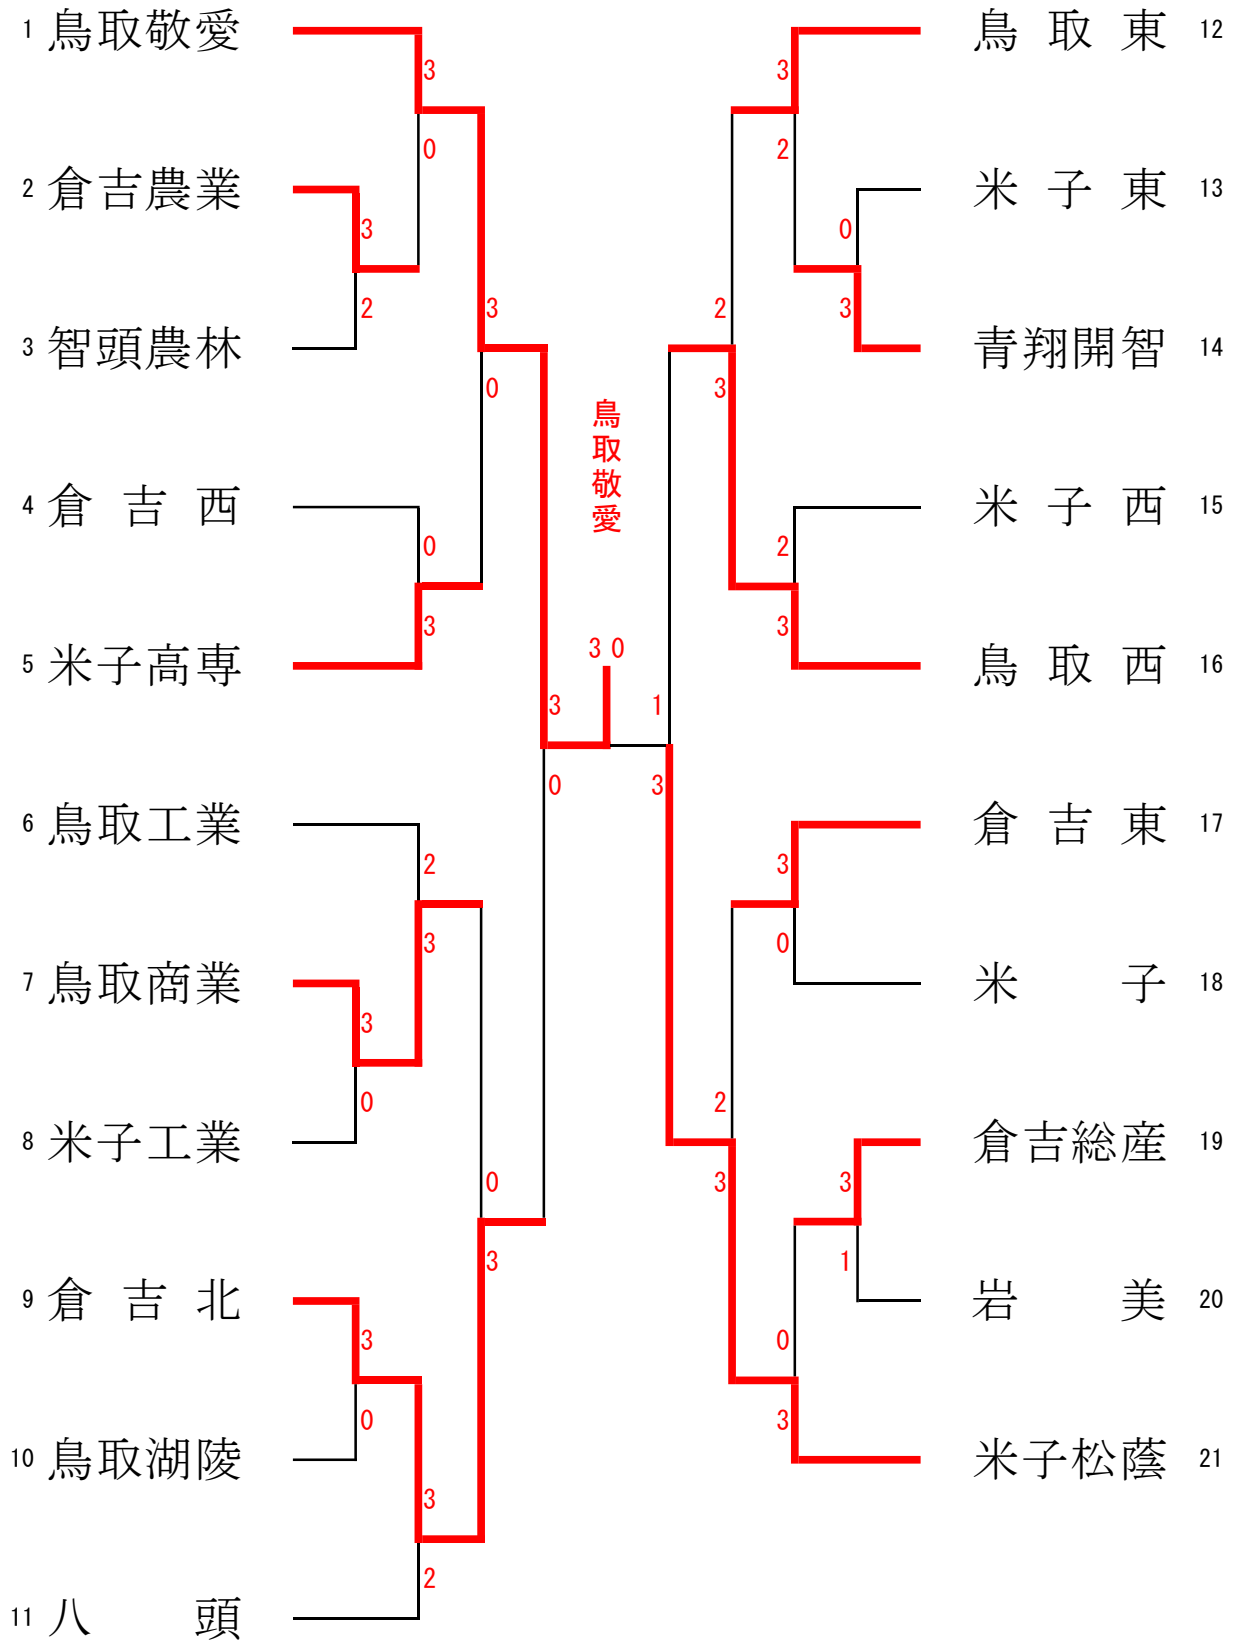 1 鳥取敬愛
3
0
2 倉吉農業
3
2
3 智頭農林
3
0
4 倉吉西
0
3
5 米子高専
3
0
6 鳥取工業
2
3
7 鳥取商業
3
0
8 米子工業
0
3
9 倉吉北
3
0
10 鳥取湖陵
3
2
11 八頭
鳥取敬愛
3 0
鳥取東 12
3
2
米子東 13
0
3
青翔開智 14
2
3
米子西 15
2
3
鳥取西 16
1
3
倉吉東 17
3
0
米子 18
2
3
倉吉総産 19
3
1
岩美 20
0
3
米子松蔭 21